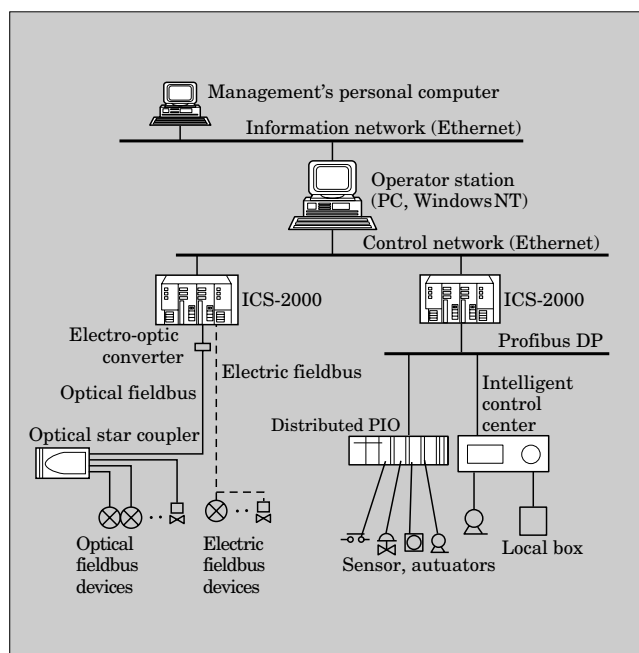 Management's personal computer
Information network (Ethernet)
Operator station
(PC, Windows NT)
Control network (Ethernet)
ICS-2000
ICS-2000
Electro-optic
converter
Profibus DP
Electric fieldbus
Optical fieldbus
Intelligent
control
center
Optical star coupler
Distributed PIO
Optical
fieldbus
devices
Electric
fieldbus
devices
Sensor, autuators
Local box